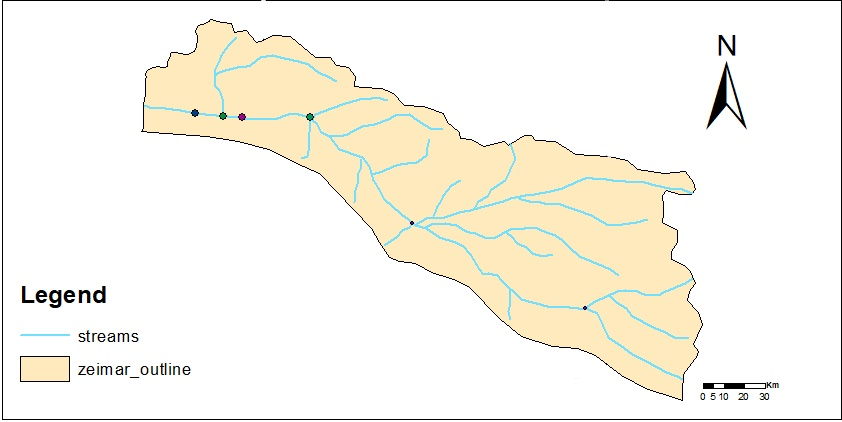 N
Legend
streams
zeimar_outline
Km
0 5 10 20 30